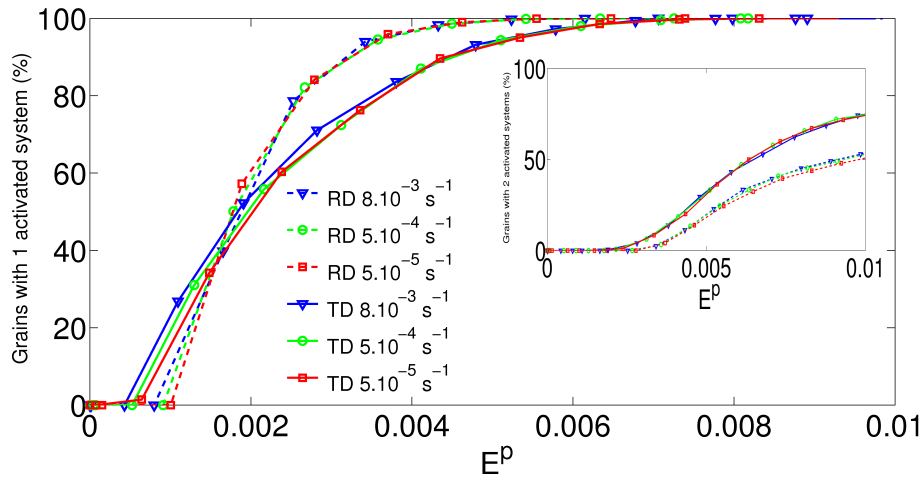 100
80
60
40
20
0
Grains with 1 activated system (%)
0
0.002
0.004
0.006
0.008
0.01
E^p
RD 8.10^−3 s^−1
RD 5.10^−4 s^−1
RD 5.10^−5 s^−1
TD 8.10^−3 s^−1
TD 5.10^−4 s^−1
TD 5.10^−5 s^−1
100
50
0
Grains with 2 activated systems (%)
0
0.005
0.01
E^p